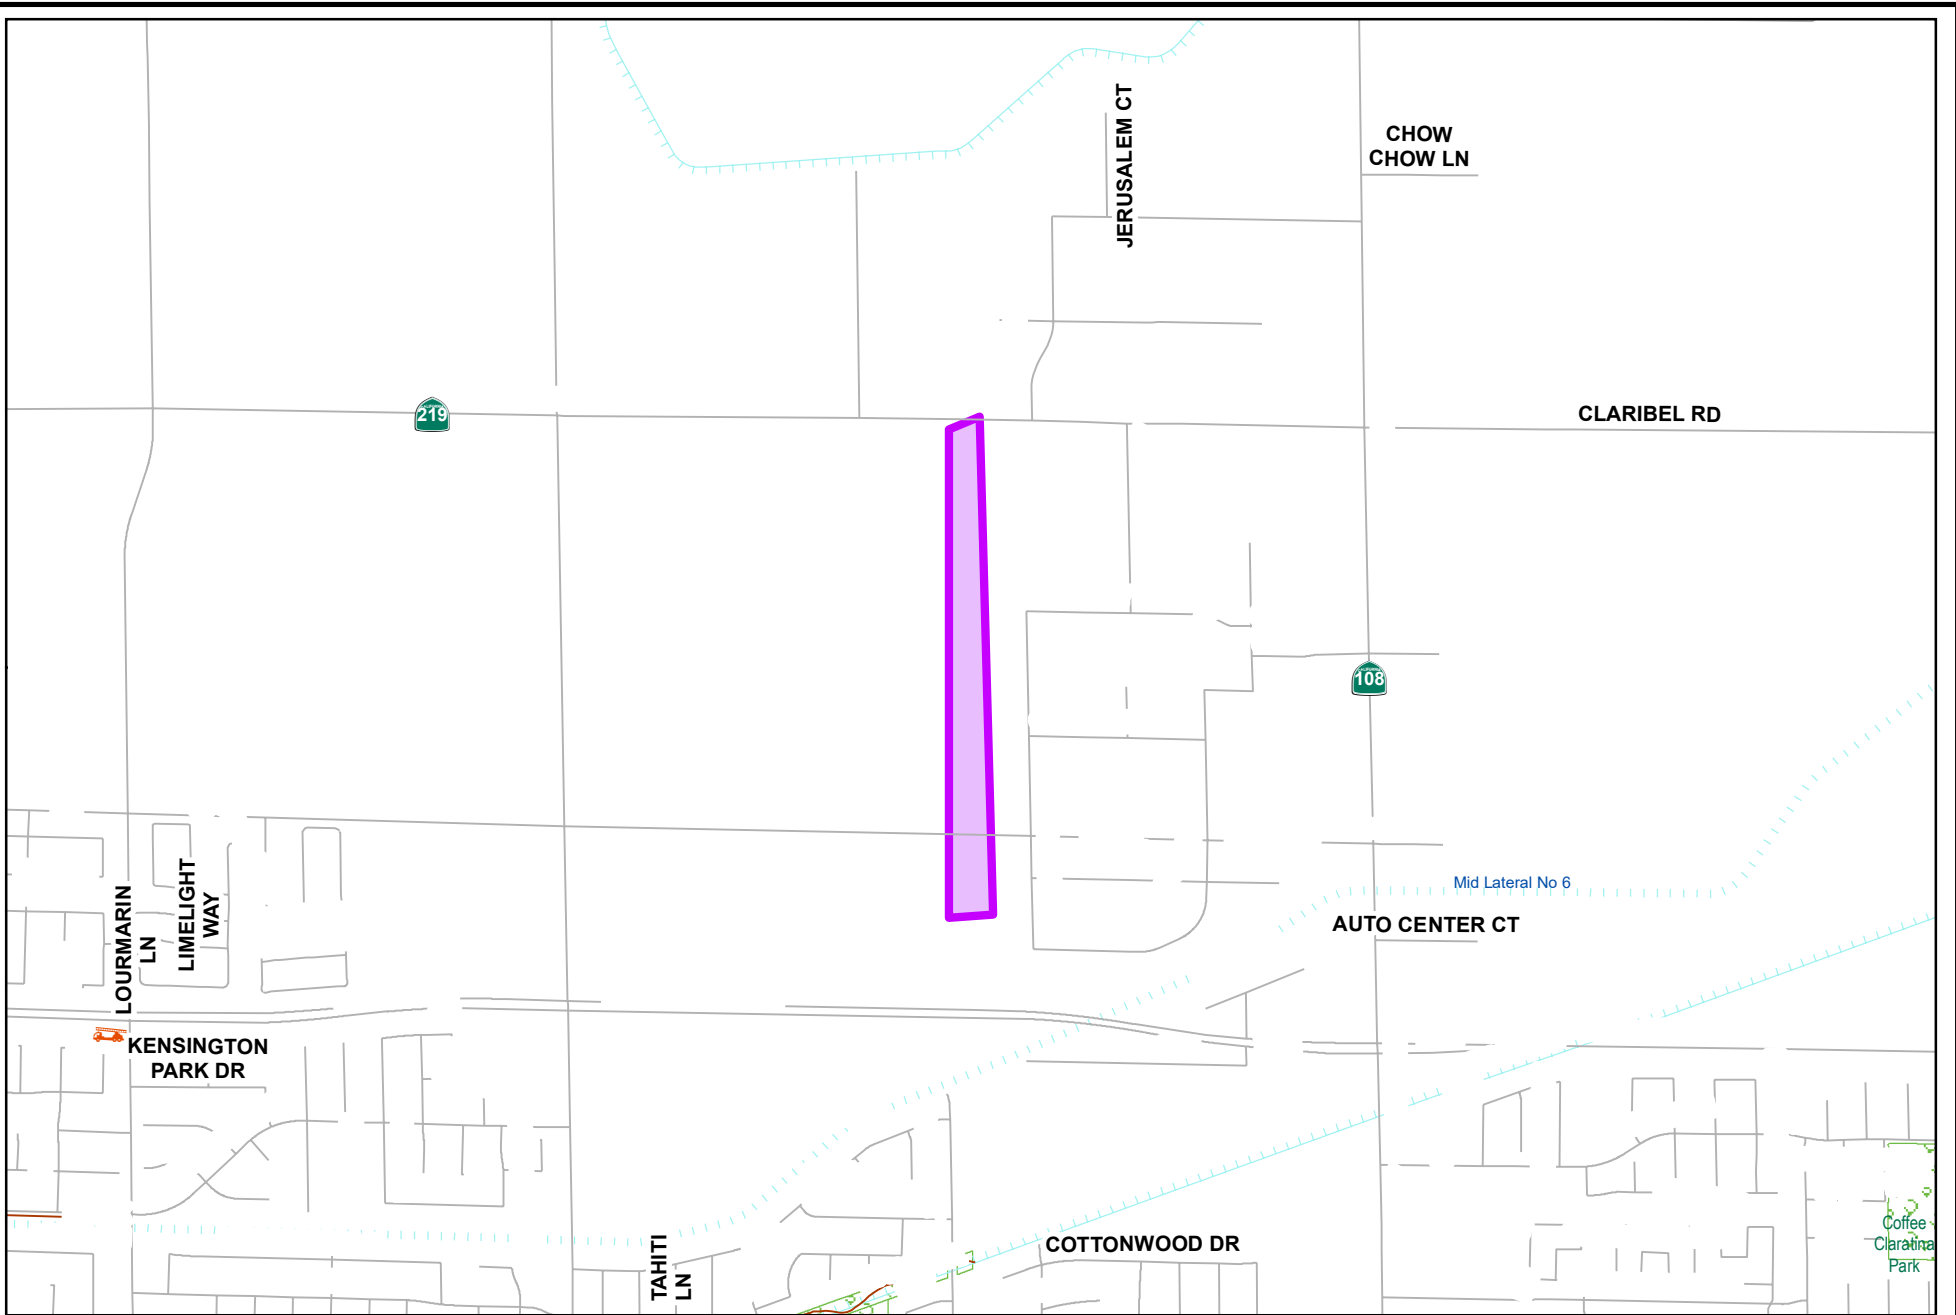 JERUSALEM CT
CHOW
CHOW LN
219
CLARIBEL RD
108
Mid Lateral No 6
AUTO CENTER CT
LOURMARIN
LN
LIMELIGHT
WAY
KENSINGTON
PARK DR
TAHITI
LN
COTTONWOOD DR
Coffee
Claratina
Park